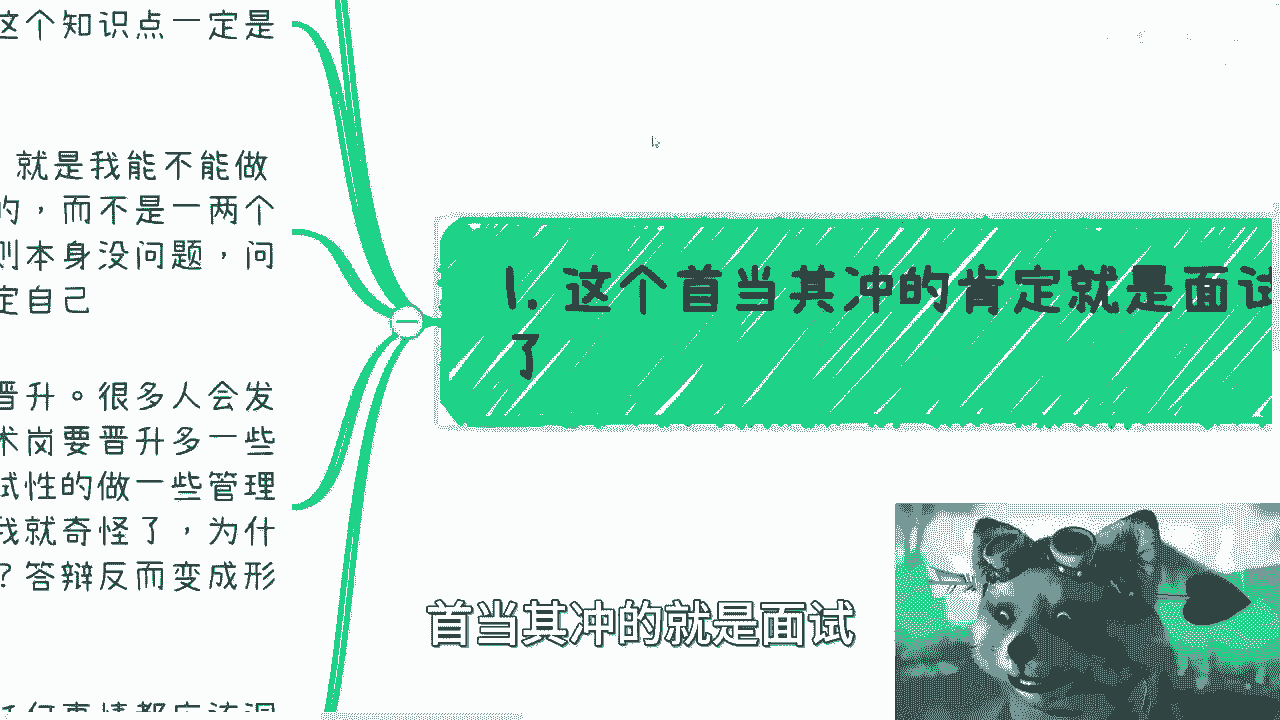 这个知识点一定是
就是我能不能做
的，而不是一两个
则本身没问题，问
定自己
晋升。很多人会发
术岗要晋升多一些
试性的做一些管理
我就奇怪了，为什
？答辩反而变成形
1. 这个首当其冲的肯定就是面试
了
首当其冲的就是面试